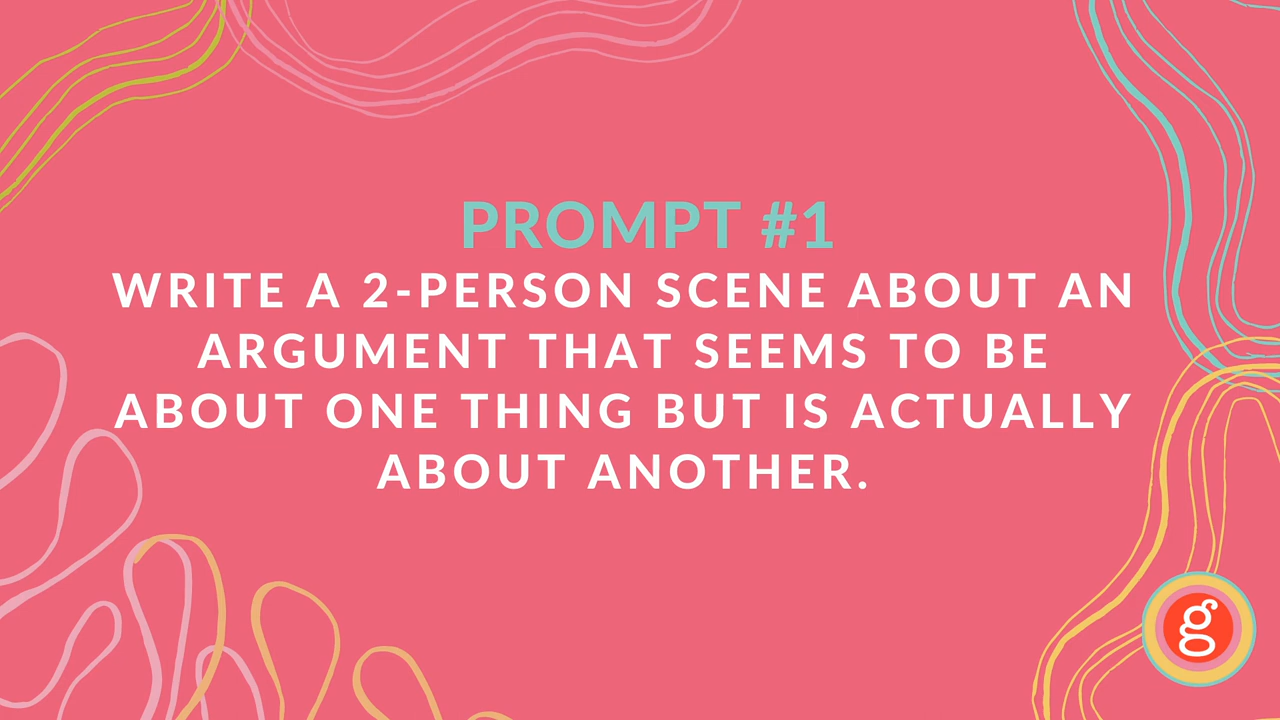 PROMPT #1
WRITE A 2-PERSON SCENE ABOUT AN
ARGUMENT THAT SEEMS TO BE
ABOUT ONE THING BUT IS ACTUALLY
ABOUT ANOTHER.
g